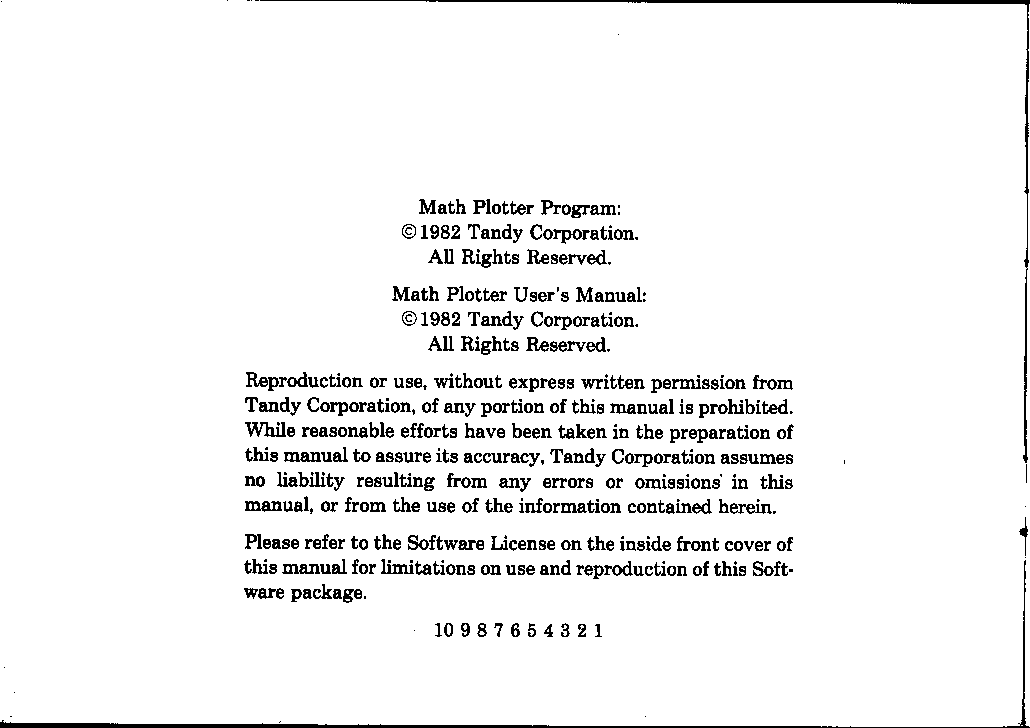 Math Plotter Program:
©1982 Tandy Corporation.
All Rights Reserved.
Math Plotter User's Manual:
©1982 Tandy Corporation.
All Rights Reserved.
Reproduction or use, without express written permission from
Tandy Corporation, of any portion of this manual is prohibited.
While reasonable efforts have been taken in the preparation of
this manual to assure its accuracy, Tandy Corporation assumes
no liability resulting from any errors or omissions in this
manual, or from the use of the information contained herein.
Please refer to the Software License on the inside front cover of
this manual for limitations on use and reproduction of this Soft-
ware package.
10 9 8 7 6 5 4 3 2 1